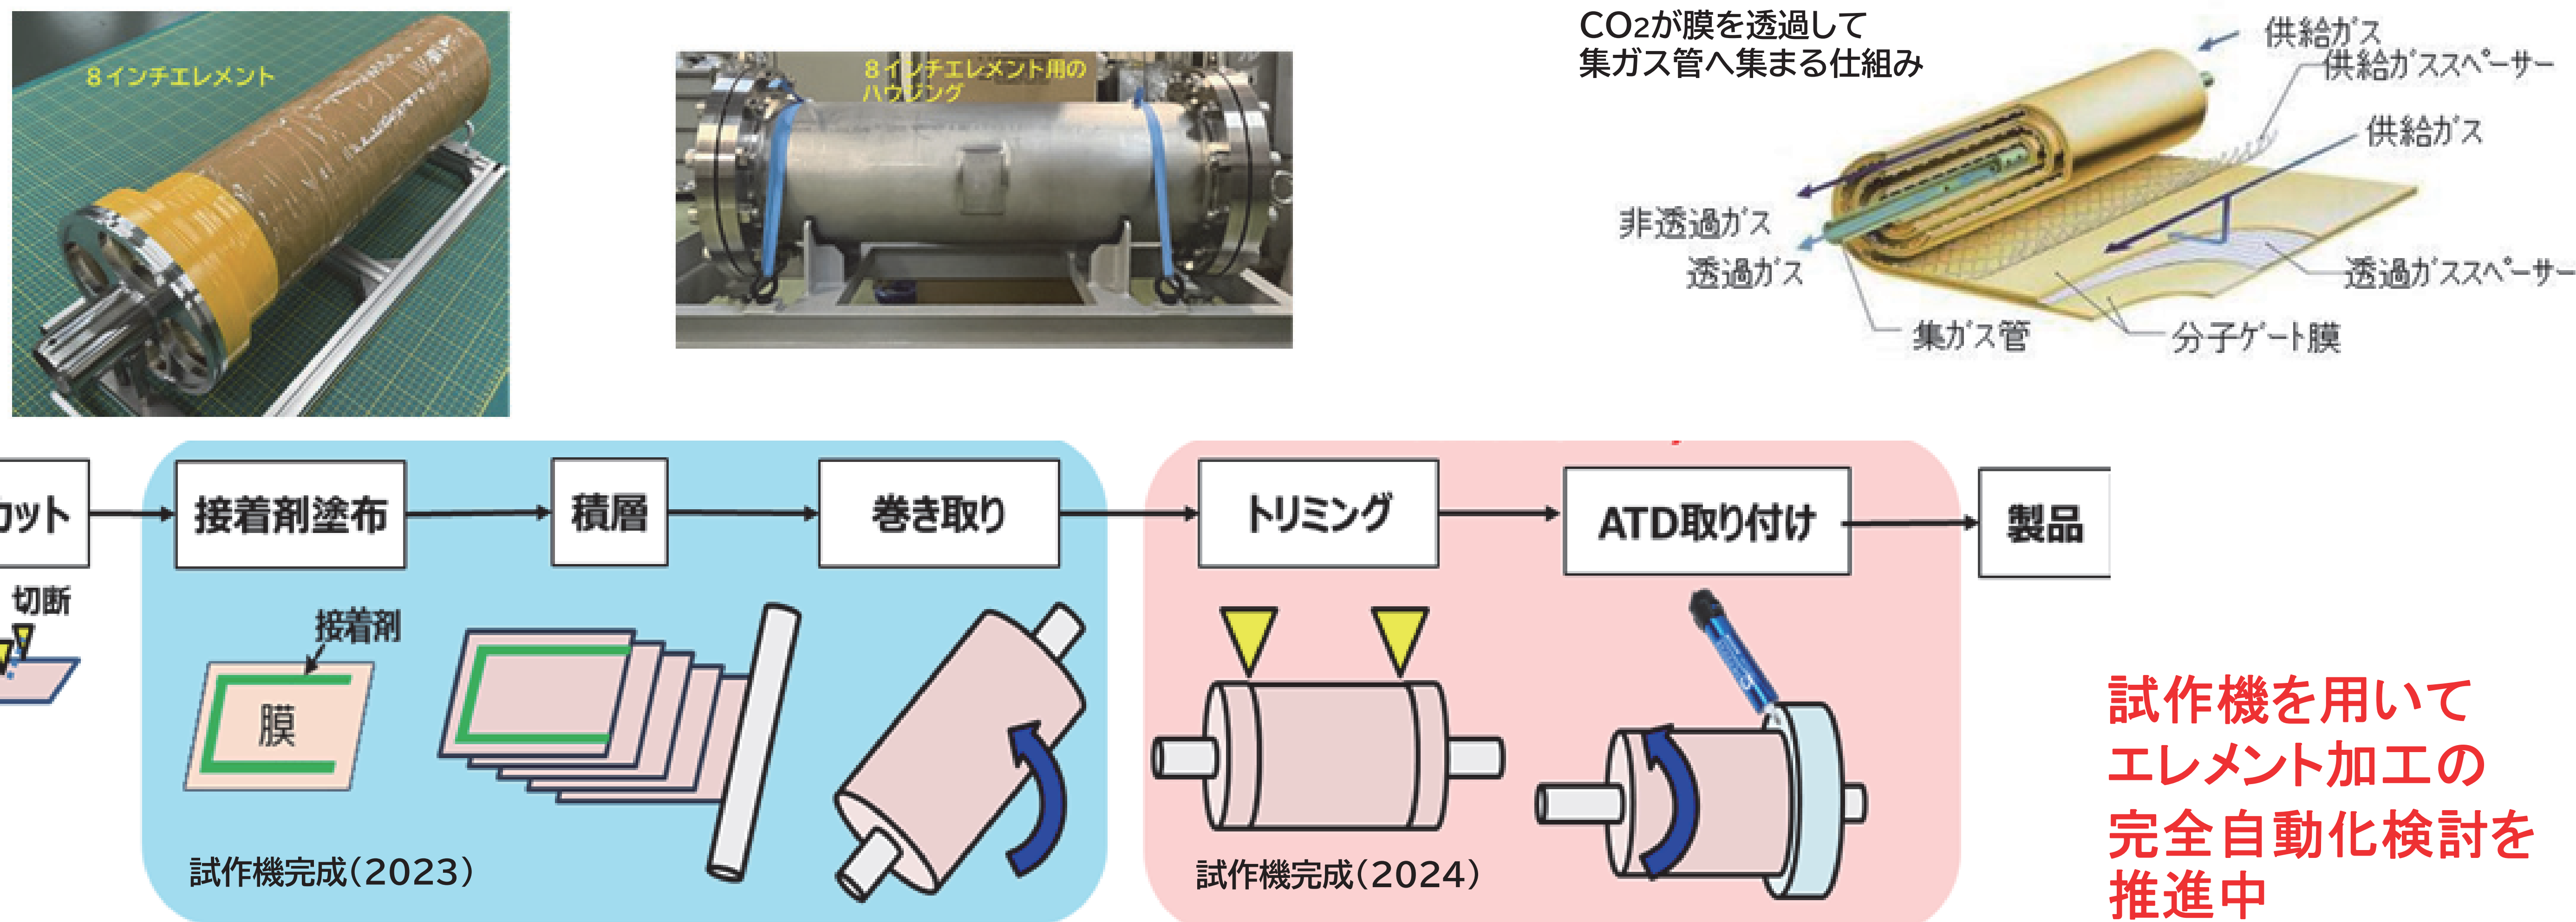 8インチエレメント
8インチエレメント用の
ハウジング
CO2が膜を透過して
集ガス管へ集まる仕組み
供給ガス
供給ガススペーサー
供給ガス
非透過ガス
透過ガス
透過ガススペーサー
集ガス管
分子ゲート膜
カット
接着剤塗布
積層
巻き取り
トリミング
ATD取り付け
製品
切断
接着剤
膜
試作機完成(2023)
試作機完成(2024)
試作機を用いて
エレメント加工の
完全自動化検討を
推進中